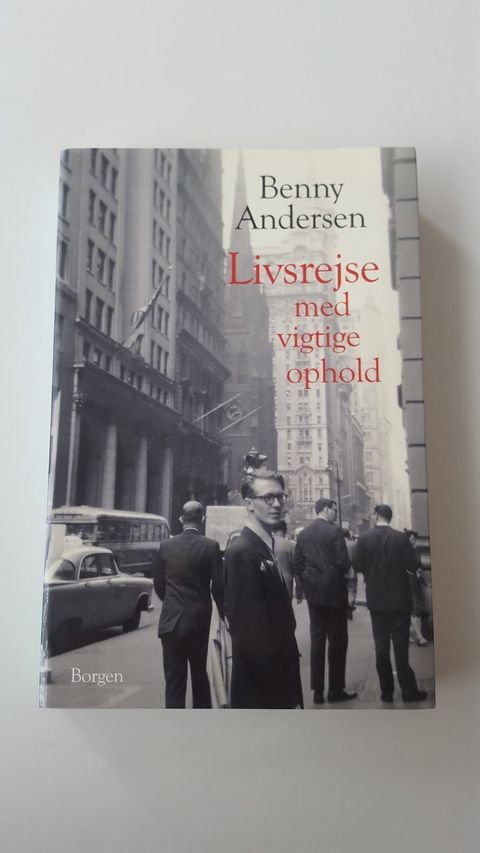 Benny
Andersen
Livsrejse
med
vigtige
ophold
Borgen